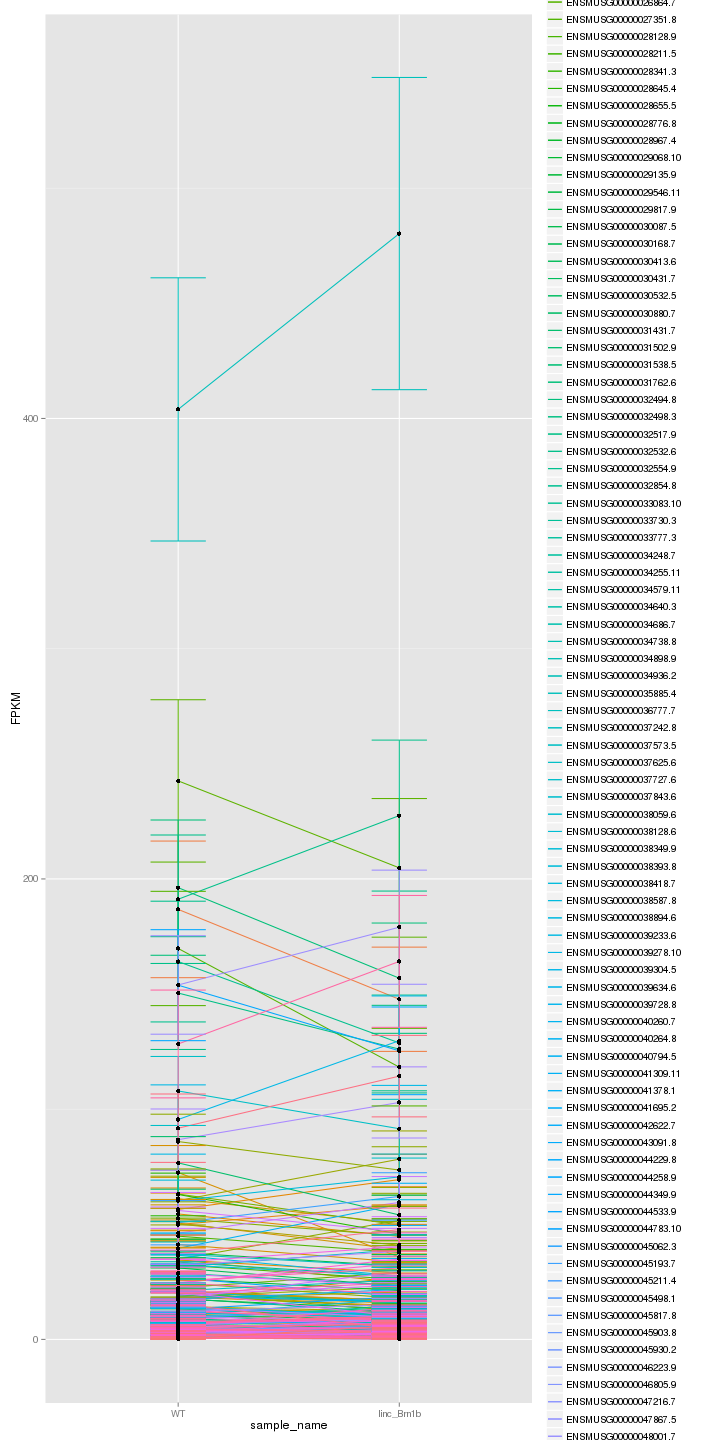 FPKM
400
200
0
WT
linc_Brn1b
sample_name
ENSMUSG00000026864.7
ENSMUSG00000027351.8
ENSMUSG00000028128.9
ENSMUSG00000028211.5
ENSMUSG00000028341.3
ENSMUSG00000028645.4
ENSMUSG00000028655.5
ENSMUSG00000028776.8
ENSMUSG00000028967.4
ENSMUSG00000029068.10
ENSMUSG00000029135.9
ENSMUSG00000029546.11
ENSMUSG00000029817.9
ENSMUSG00000030087.5
ENSMUSG00000030168.7
ENSMUSG00000030413.6
ENSMUSG00000030431.7
ENSMUSG00000030532.5
ENSMUSG00000030880.7
ENSMUSG00000031431.7
ENSMUSG00000031502.9
ENSMUSG00000031538.5
ENSMUSG00000031762.6
ENSMUSG00000032494.8
ENSMUSG00000032498.3
ENSMUSG00000032517.9
ENSMUSG00000032532.6
ENSMUSG00000032554.9
ENSMUSG00000032854.8
ENSMUSG00000033083.10
ENSMUSG00000033730.3
ENSMUSG00000033777.3
ENSMUSG00000034248.7
ENSMUSG00000034255.11
ENSMUSG00000034579.11
ENSMUSG00000034640.3
ENSMUSG00000034686.7
ENSMUSG00000034738.8
ENSMUSG00000034898.9
ENSMUSG00000034936.2
ENSMUSG00000035885.4
ENSMUSG00000036777.7
ENSMUSG00000037242.8
ENSMUSG00000037573.5
ENSMUSG00000037625.6
ENSMUSG00000037727.6
ENSMUSG00000037843.6
ENSMUSG00000038059.6
ENSMUSG00000038128.6
ENSMUSG00000038349.9
ENSMUSG00000038393.8
ENSMUSG00000038418.7
ENSMUSG00000038587.8
ENSMUSG00000038894.6
ENSMUSG00000039233.6
ENSMUSG00000039278.10
ENSMUSG00000039304.5
ENSMUSG00000039634.6
ENSMUSG00000039728.8
ENSMUSG00000040260.7
ENSMUSG00000040264.8
ENSMUSG00000040794.5
ENSMUSG00000041309.11
ENSMUSG00000041378.1
ENSMUSG00000041695.2
ENSMUSG00000042622.7
ENSMUSG00000043091.8
ENSMUSG00000044229.8
ENSMUSG00000044258.9
ENSMUSG00000044349.9
ENSMUSG00000044533.9
ENSMUSG00000044783.10
ENSMUSG00000045062.3
ENSMUSG00000045193.7
ENSMUSG00000045211.4
ENSMUSG00000045498.1
ENSMUSG00000045817.8
ENSMUSG00000045903.8
ENSMUSG00000045930.2
ENSMUSG00000046223.9
ENSMUSG00000046805.9
ENSMUSG00000047216.7
ENSMUSG00000047867.5
ENSMUSG00000048001.7